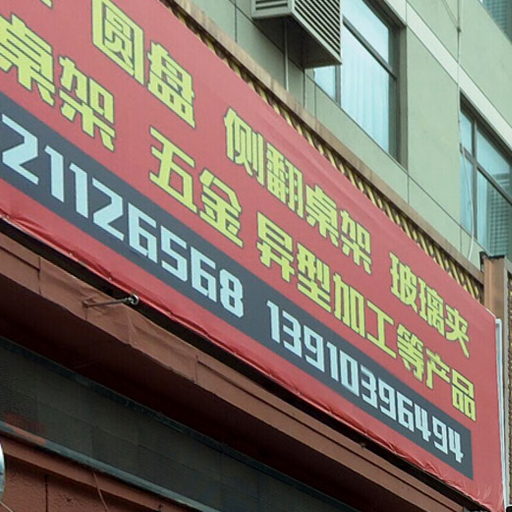 圆盘 侧翻桌架 玻璃夹
桌架 五金 异型加工等产品
21126568 13910396494